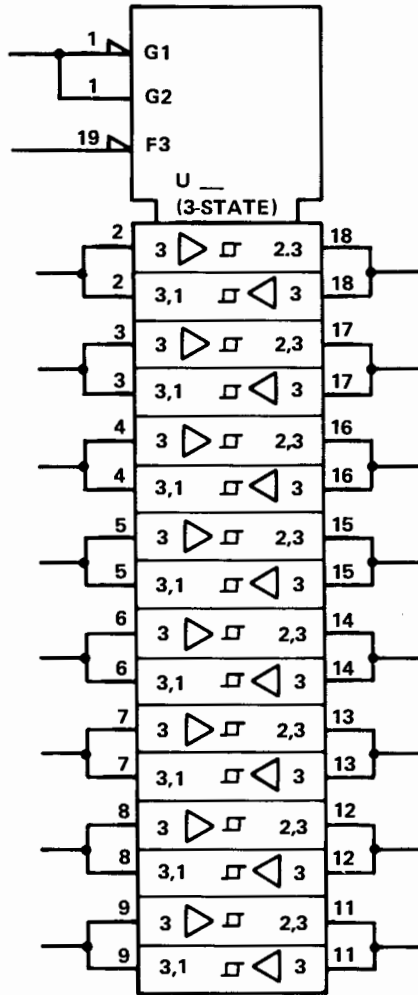 1 G1
1 G2
19 F3
U __
(3-STATE)
2 3 2.3 18
2 3,1 3 18
3 3 2,3 17
3 3,1 3 17
4 3 2,3 16
4 3,1 3 16
5 3 2,3 15
5 3,1 3 15
6 3 2,3 14
6 3,1 3 14
7 3 2,3 13
7 3,1 3 13
8 3 2,3 12
8 3,1 3 12
9 3 2,3 11
9 3,1 3 11